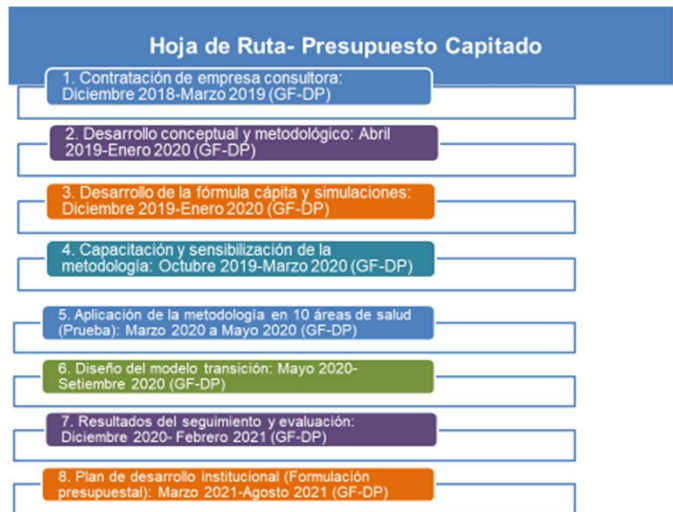 Hoja de Ruta- Presupuesto Capitado
1. Contratación de empresa consultora:
Diciembre 2018-Marzo 2019 (GF-DP)
2. Desarrollo conceptual y metodológico: Abril
2019-Enero 2020 (GF-DP)
3. Desarrollo de la fórmula cápita y simulaciones:
Diciembre 2019-Enero 2020 (GF-DP)
4. Capacitación y sensibilización de la
metodología: Octubre 2019-Marzo 2020 (GF-DP)
5. Aplicación de la metodología en 10 áreas de salud
(Prueba): Marzo 2020 a Mayo 2020 (GF-DP)
6. Diseño del modelo transición: Mayo 2020-
Setiembre 2020 (GF-DP)
7. Resultados del seguimiento y evaluación:
Diciembre 2020- Febrero 2021 (GF-DP)
8. Plan de desarrollo institucional (Formulación
presupuestal): Marzo 2021-Agosto 2021 (GF-DP)